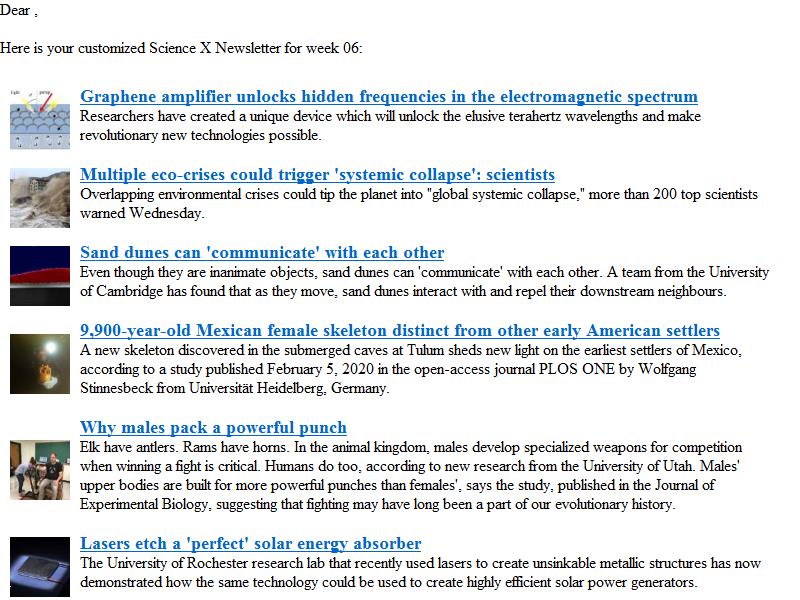 Dear ,
Here is your customized Science X Newsletter for week 06:
Graphene amplifier unlocks hidden frequencies in the electromagnetic spectrum
Researchers have created a unique device which will unlock the elusive terahertz wavelengths and make
revolutionary new technologies possible.
Multiple eco-crises could trigger 'systemic collapse': scientists
Overlapping environmental crises could tip the planet into "global systemic collapse," more than 200 top scientists
warned Wednesday.
Sand dunes can 'communicate' with each other
Even though they are inanimate objects, sand dunes can 'communicate' with each other. A team from the University
of Cambridge has found that as they move, sand dunes interact with and repel their downstream neighbours.
9,900-year-old Mexican female skeleton distinct from other early American settlers
A new skeleton discovered in the submerged caves at Tulum sheds new light on the earliest settlers of Mexico,
according to a study published February 5, 2020 in the open-access journal PLOS ONE by Wolfgang
Stinnesbeck from Universität Heidelberg, Germany.
Why males pack a powerful punch
Elk have antlers. Rams have horns. In the animal kingdom, males develop specialized weapons for competition
when winning a fight is critical. Humans do too, according to new research from the University of Utah. Males'
upper bodies are built for more powerful punches than females', says the study, published in the Journal of
Experimental Biology, suggesting that fighting may have long been a part of our evolutionary history.
Lasers etch a 'perfect' solar energy absorber
The University of Rochester research lab that recently used lasers to create unsinkable metallic structures has now
demonstrated how the same technology could be used to create highly efficient solar power generators.